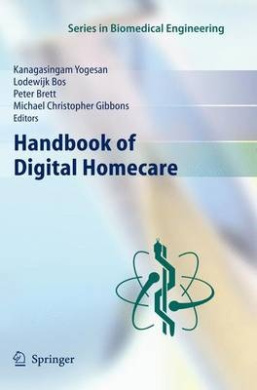 Series in Biomedical Engineering
Kanagasingam Yogesan
Lodewijk Bos
Peter Brett
Michael Christopher Gibbons
Editors
Handbook of
Digital Homecare
Springer